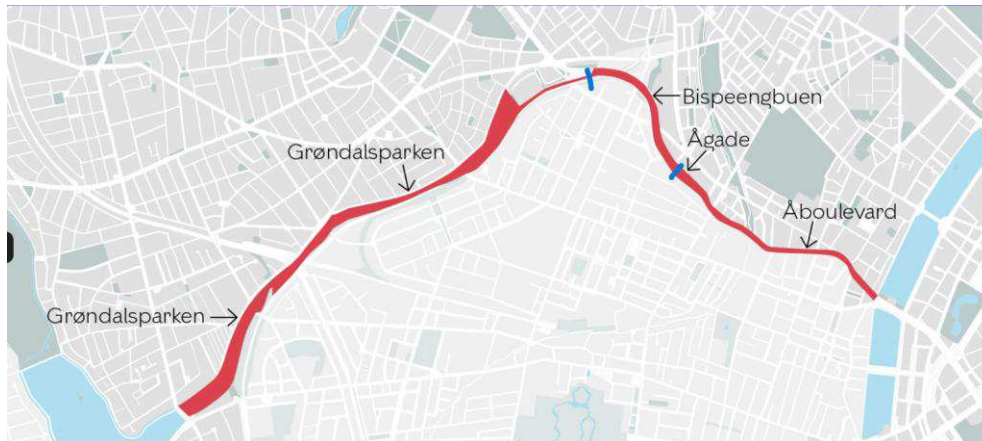 Bispeengbuen
Ågade
Grøndalsparken
Åboulevard
Grøndalsparken